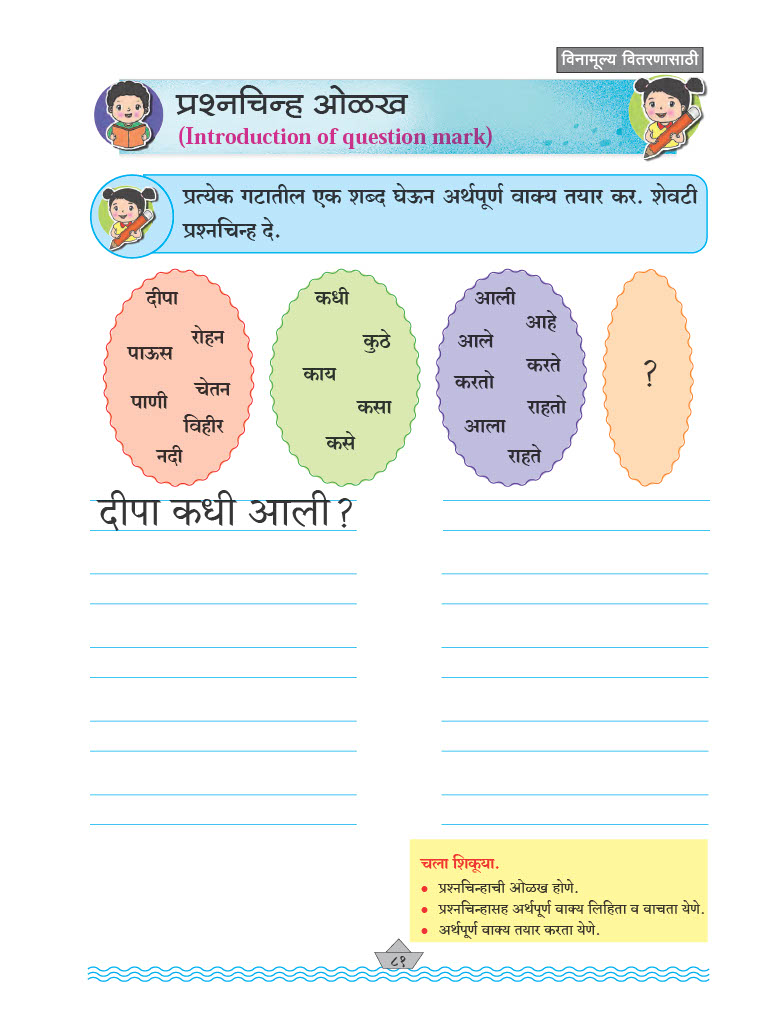 विनामूल्य वितरणासाठी
प्रश्नचिन्ह ओळख
(Introduction of question mark)
प्रत्येक गटातील एक शब्द घेऊन अर्थपूर्ण वाक्य तयार कर. शेवटी
प्रश्नचिन्ह दे.
दीपा
रोहन
पाऊस
चेतन
पाणी
विहीर
नदी
कधी
कुठे
काय
कसा
कसे
आली
आहे
आले
करते
करतो
राहतो
आला
राहते
?
दीपा कधी आली?
चला शिकूया.
• प्रश्नचिन्हाची ओळख होणे.
• प्रश्नचिन्हासह अर्थपूर्ण वाक्य लिहिता व वाचता येणे.
• अर्थपूर्ण वाक्य तयार करता येणे.
८१